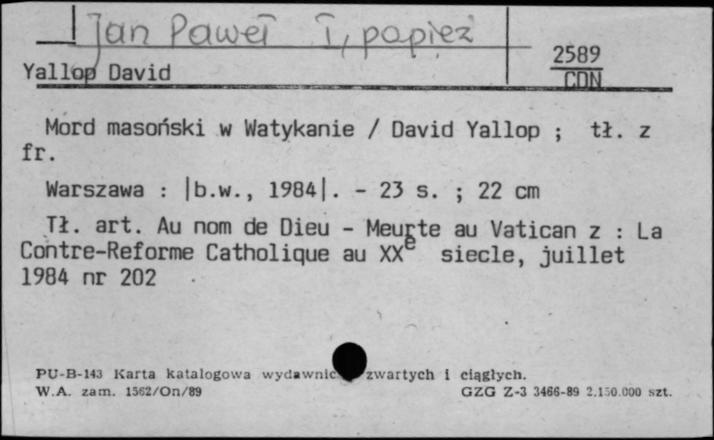 Jan Paweł I, papież
2589
Yallop David
CDN
Mord masoński w Watykanie / David Yallop ; tł. z
fr.
Warszawa : |b.w., 1984|. - 23 s. ; 22 cm
Tł. art. Au nom de Dieu - Meurte au Vatican z : La
Contre-Reforme Catholique au XXe siecle, juillet
1984 nr 202
PU-B-143 Karta katalogowa wydawnic zwartych i ciągłych.
W.A. zam. 1562/On/89 GZG Z-3 3466-89 2.150.000 szt.